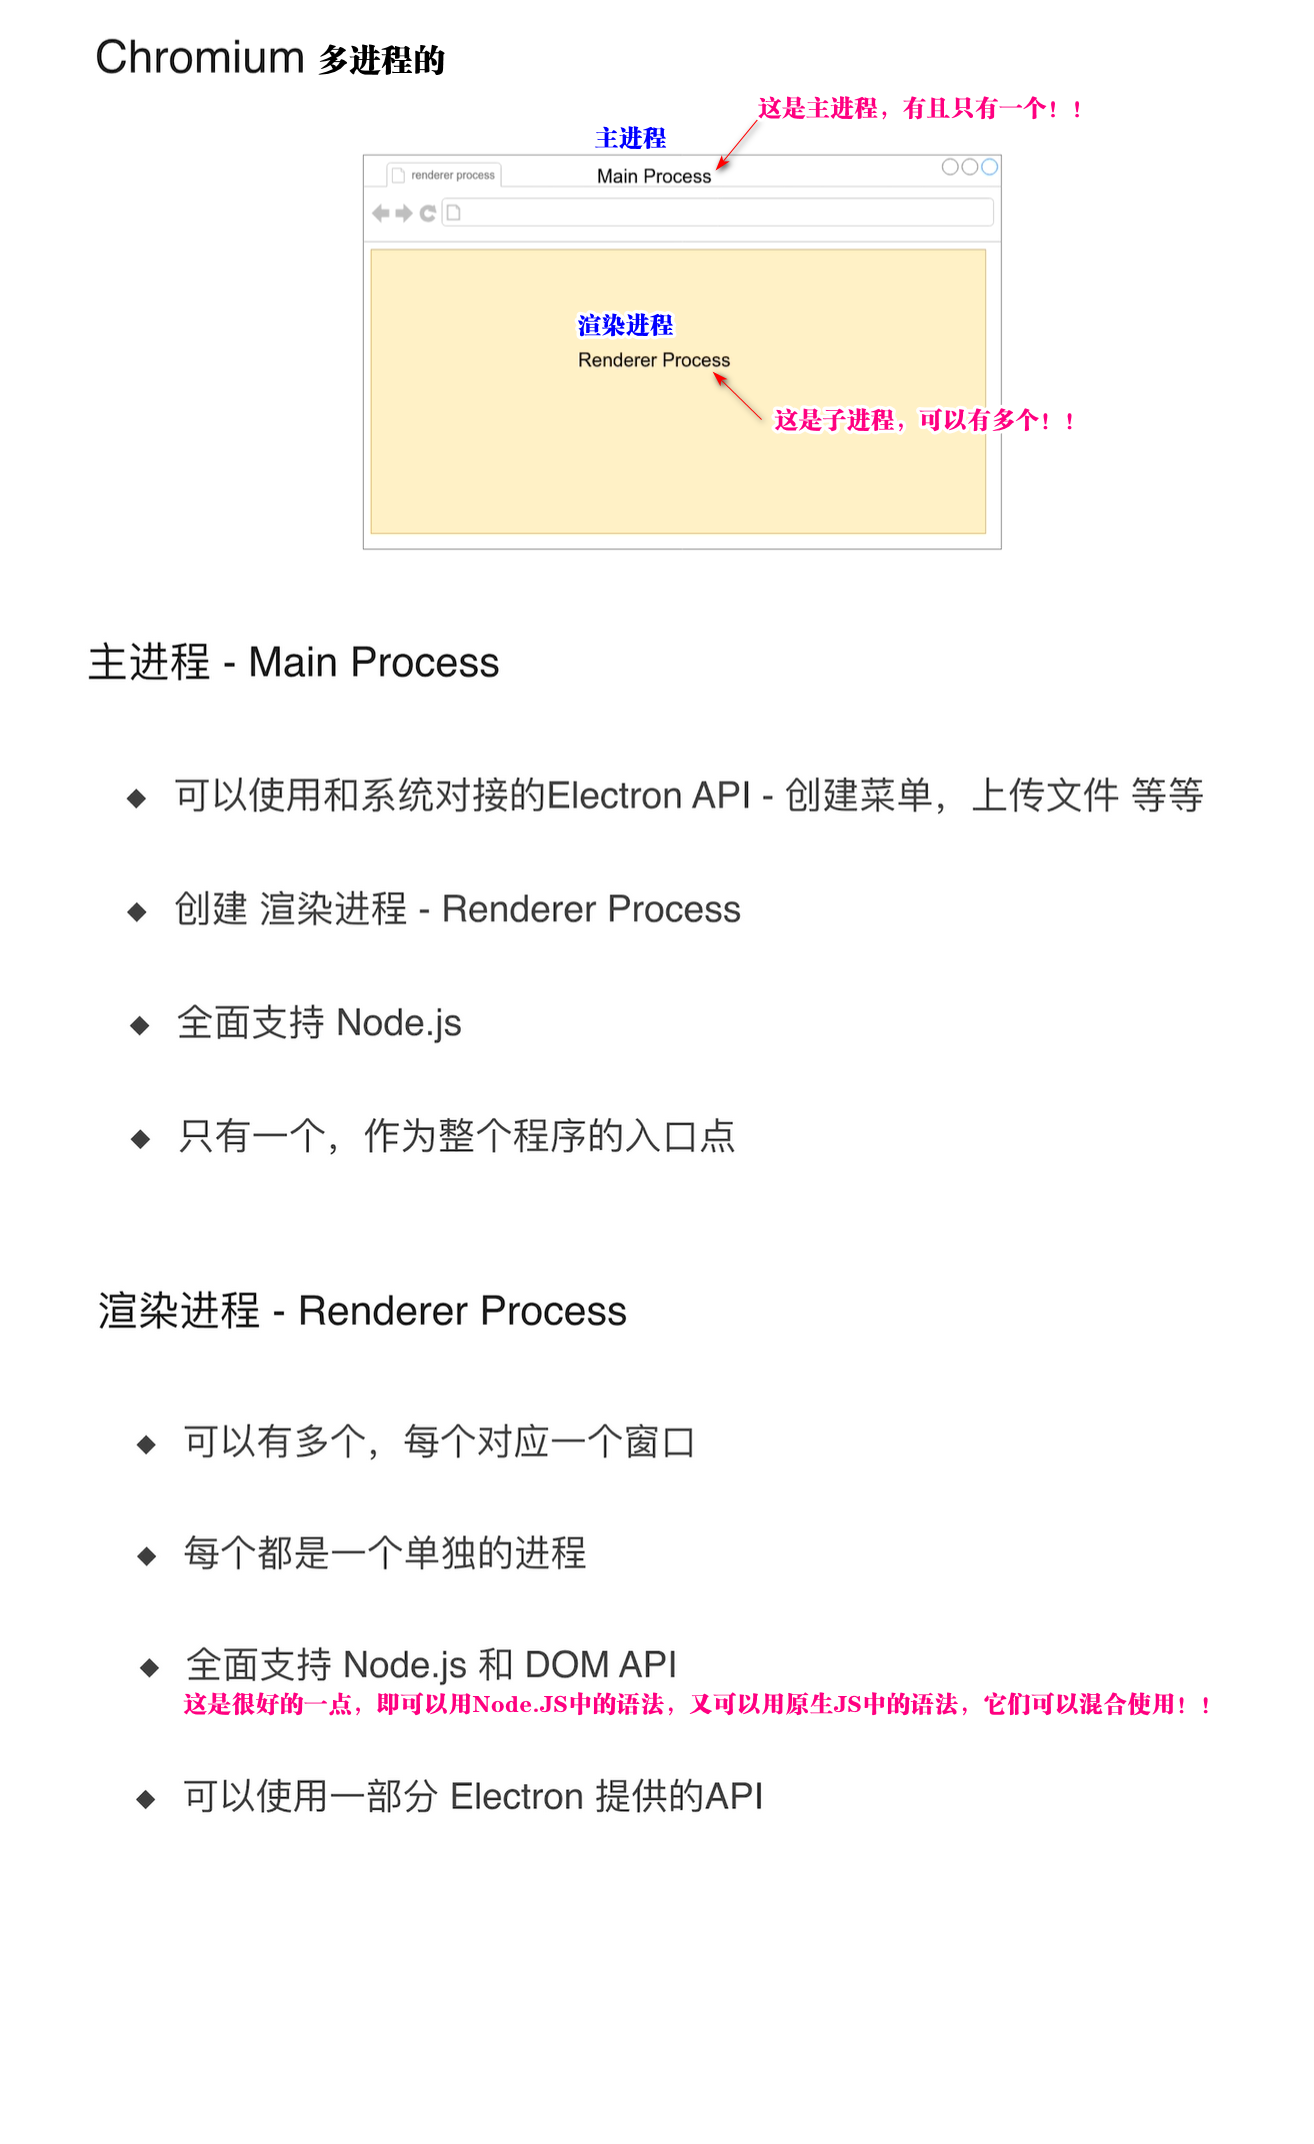 Chromium 多进程的
这是主进程，有且只有一个！！
主进程
renderer process
Main Process
渲染进程
Renderer Process
这是子进程，可以有多个！！
主进程 - Main Process
◆ 可以使用和系统对接的Electron API - 创建菜单，上传文件 等等
◆ 创建 渲染进程 - Renderer Process
◆ 全面支持 Node.js
◆ 只有一个，作为整个程序的入口点
渲染进程 - Renderer Process
◆ 可以有多个，每个对应一个窗口
◆ 每个都是一个单独的进程
◆ 全面支持 Node.js 和 DOM API
这是很好的一点，即可以用Node.JS中的语法，又可以用原生JS中的语法，它们可以混合使用！！
◆ 可以使用一部分 Electron 提供的API